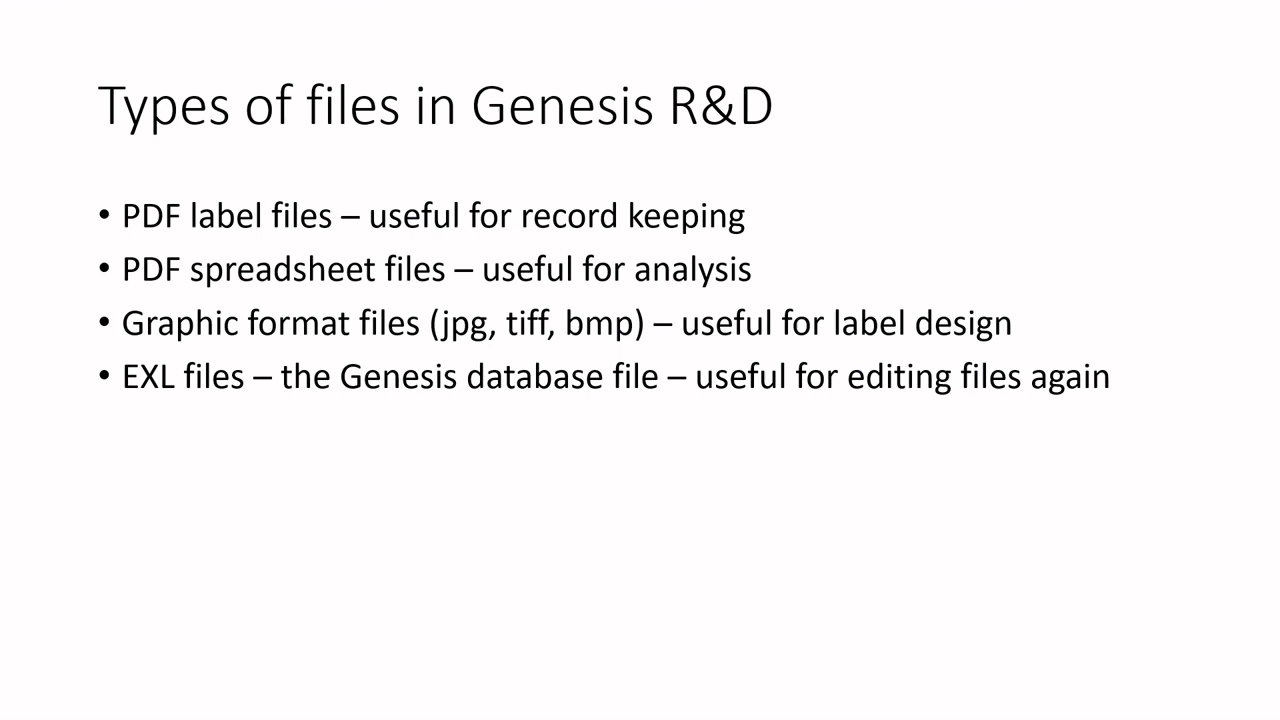 Types of files in Genesis R&D
• PDF label files – useful for record keeping
• PDF spreadsheet files – useful for analysis
• Graphic format files (jpg, tiff, bmp) – useful for label design
• EXL files – the Genesis database file – useful for editing files again